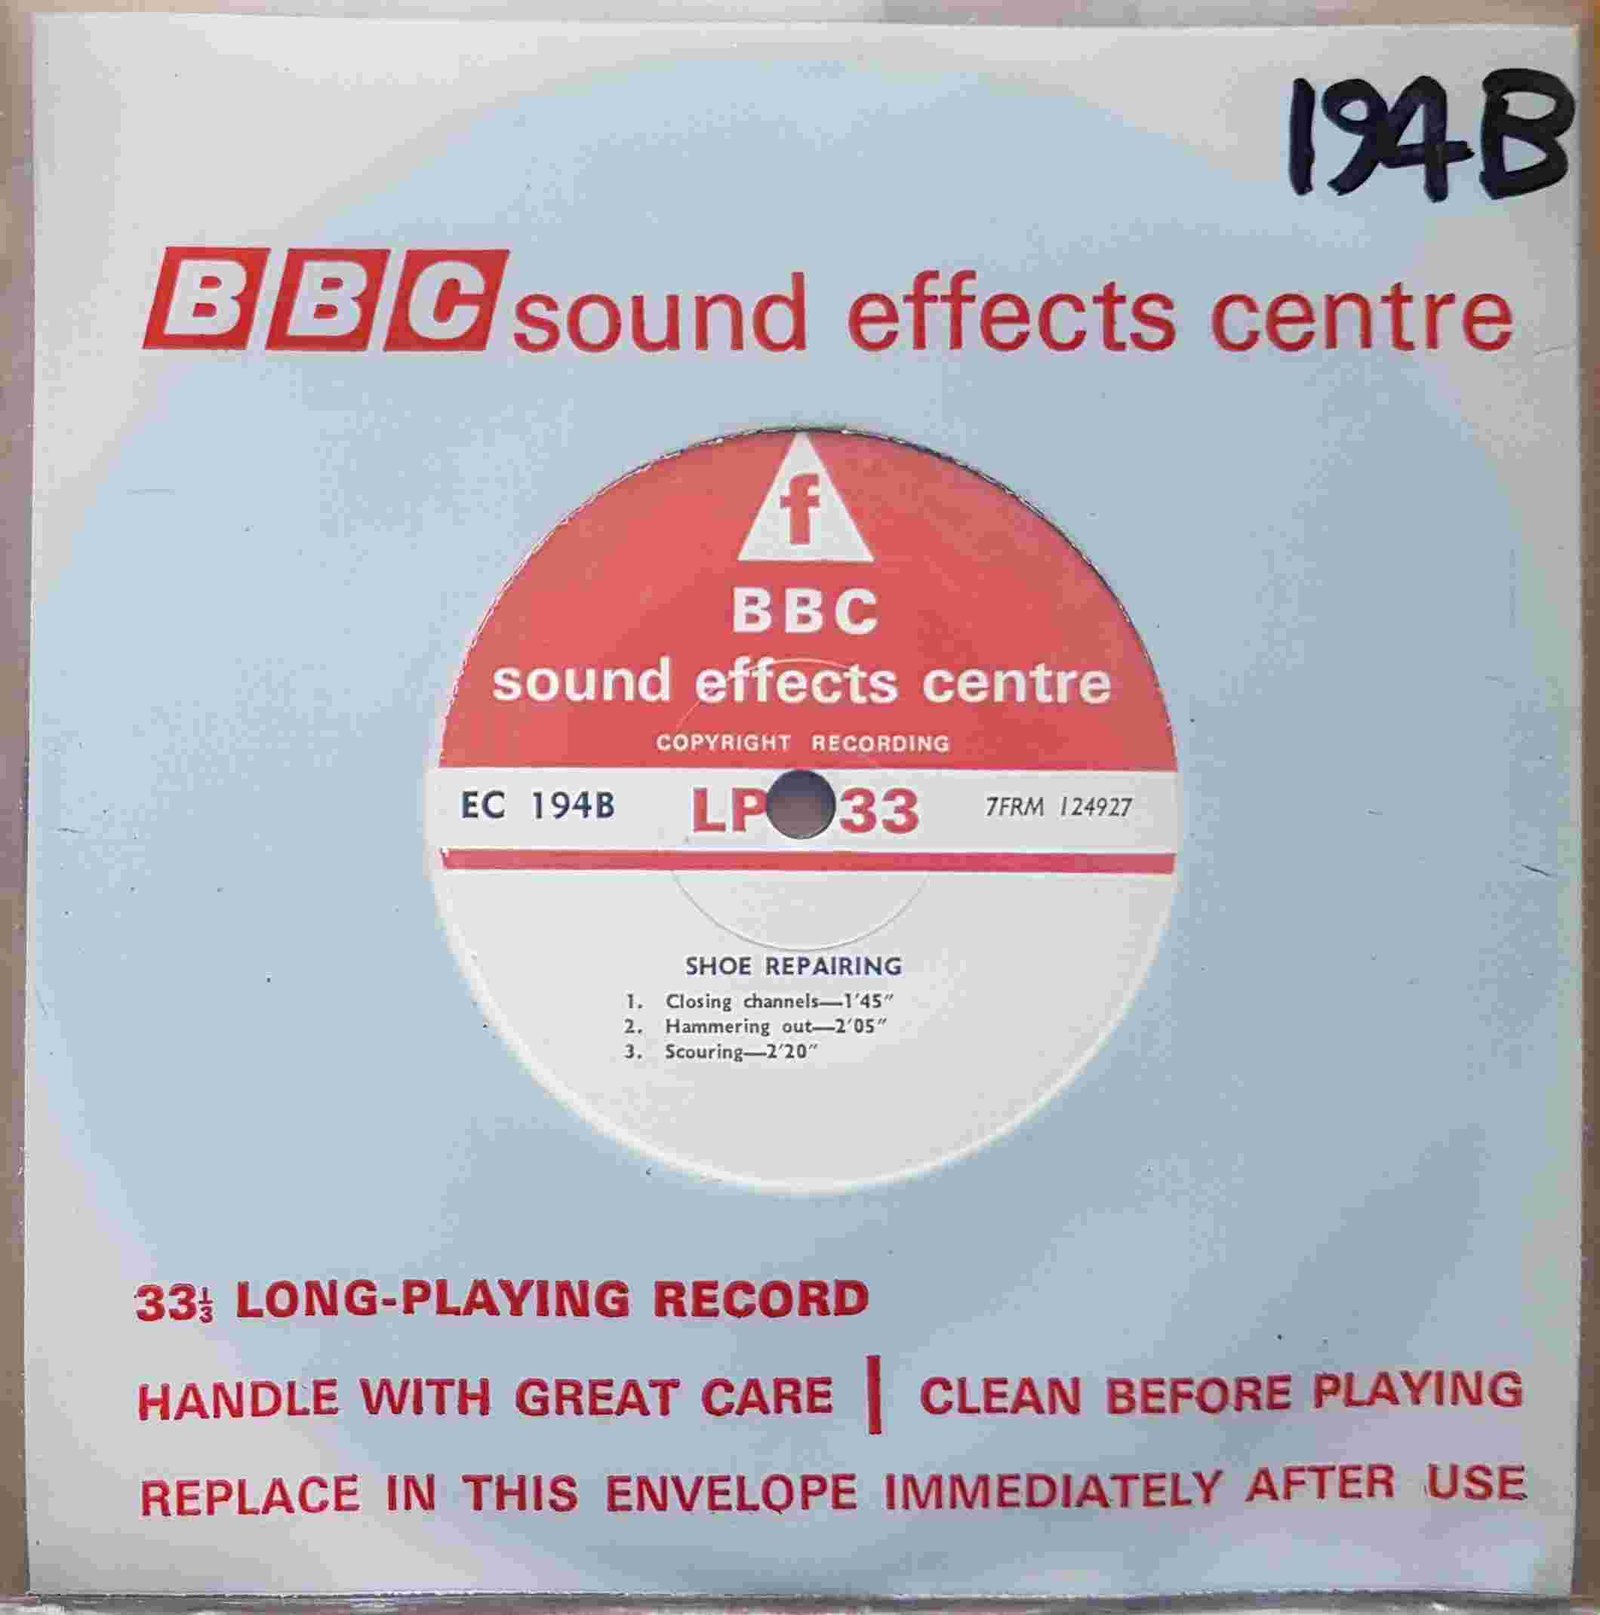 194B
BBC sound effects centre
f
BBC
sound effects centre
COPYRIGHT RECORDING
EC 194B LP 33 7FRM 124927
SHOE REPAIRING
1. Closing channels—1'45"
2. Hammering out—2'05"
3. Scouring—2'20"
33⅓ LONG-PLAYING RECORD
HANDLE WITH GREAT CARE | CLEAN BEFORE PLAYING
REPLACE IN THIS ENVELOPE IMMEDIATELY AFTER USE